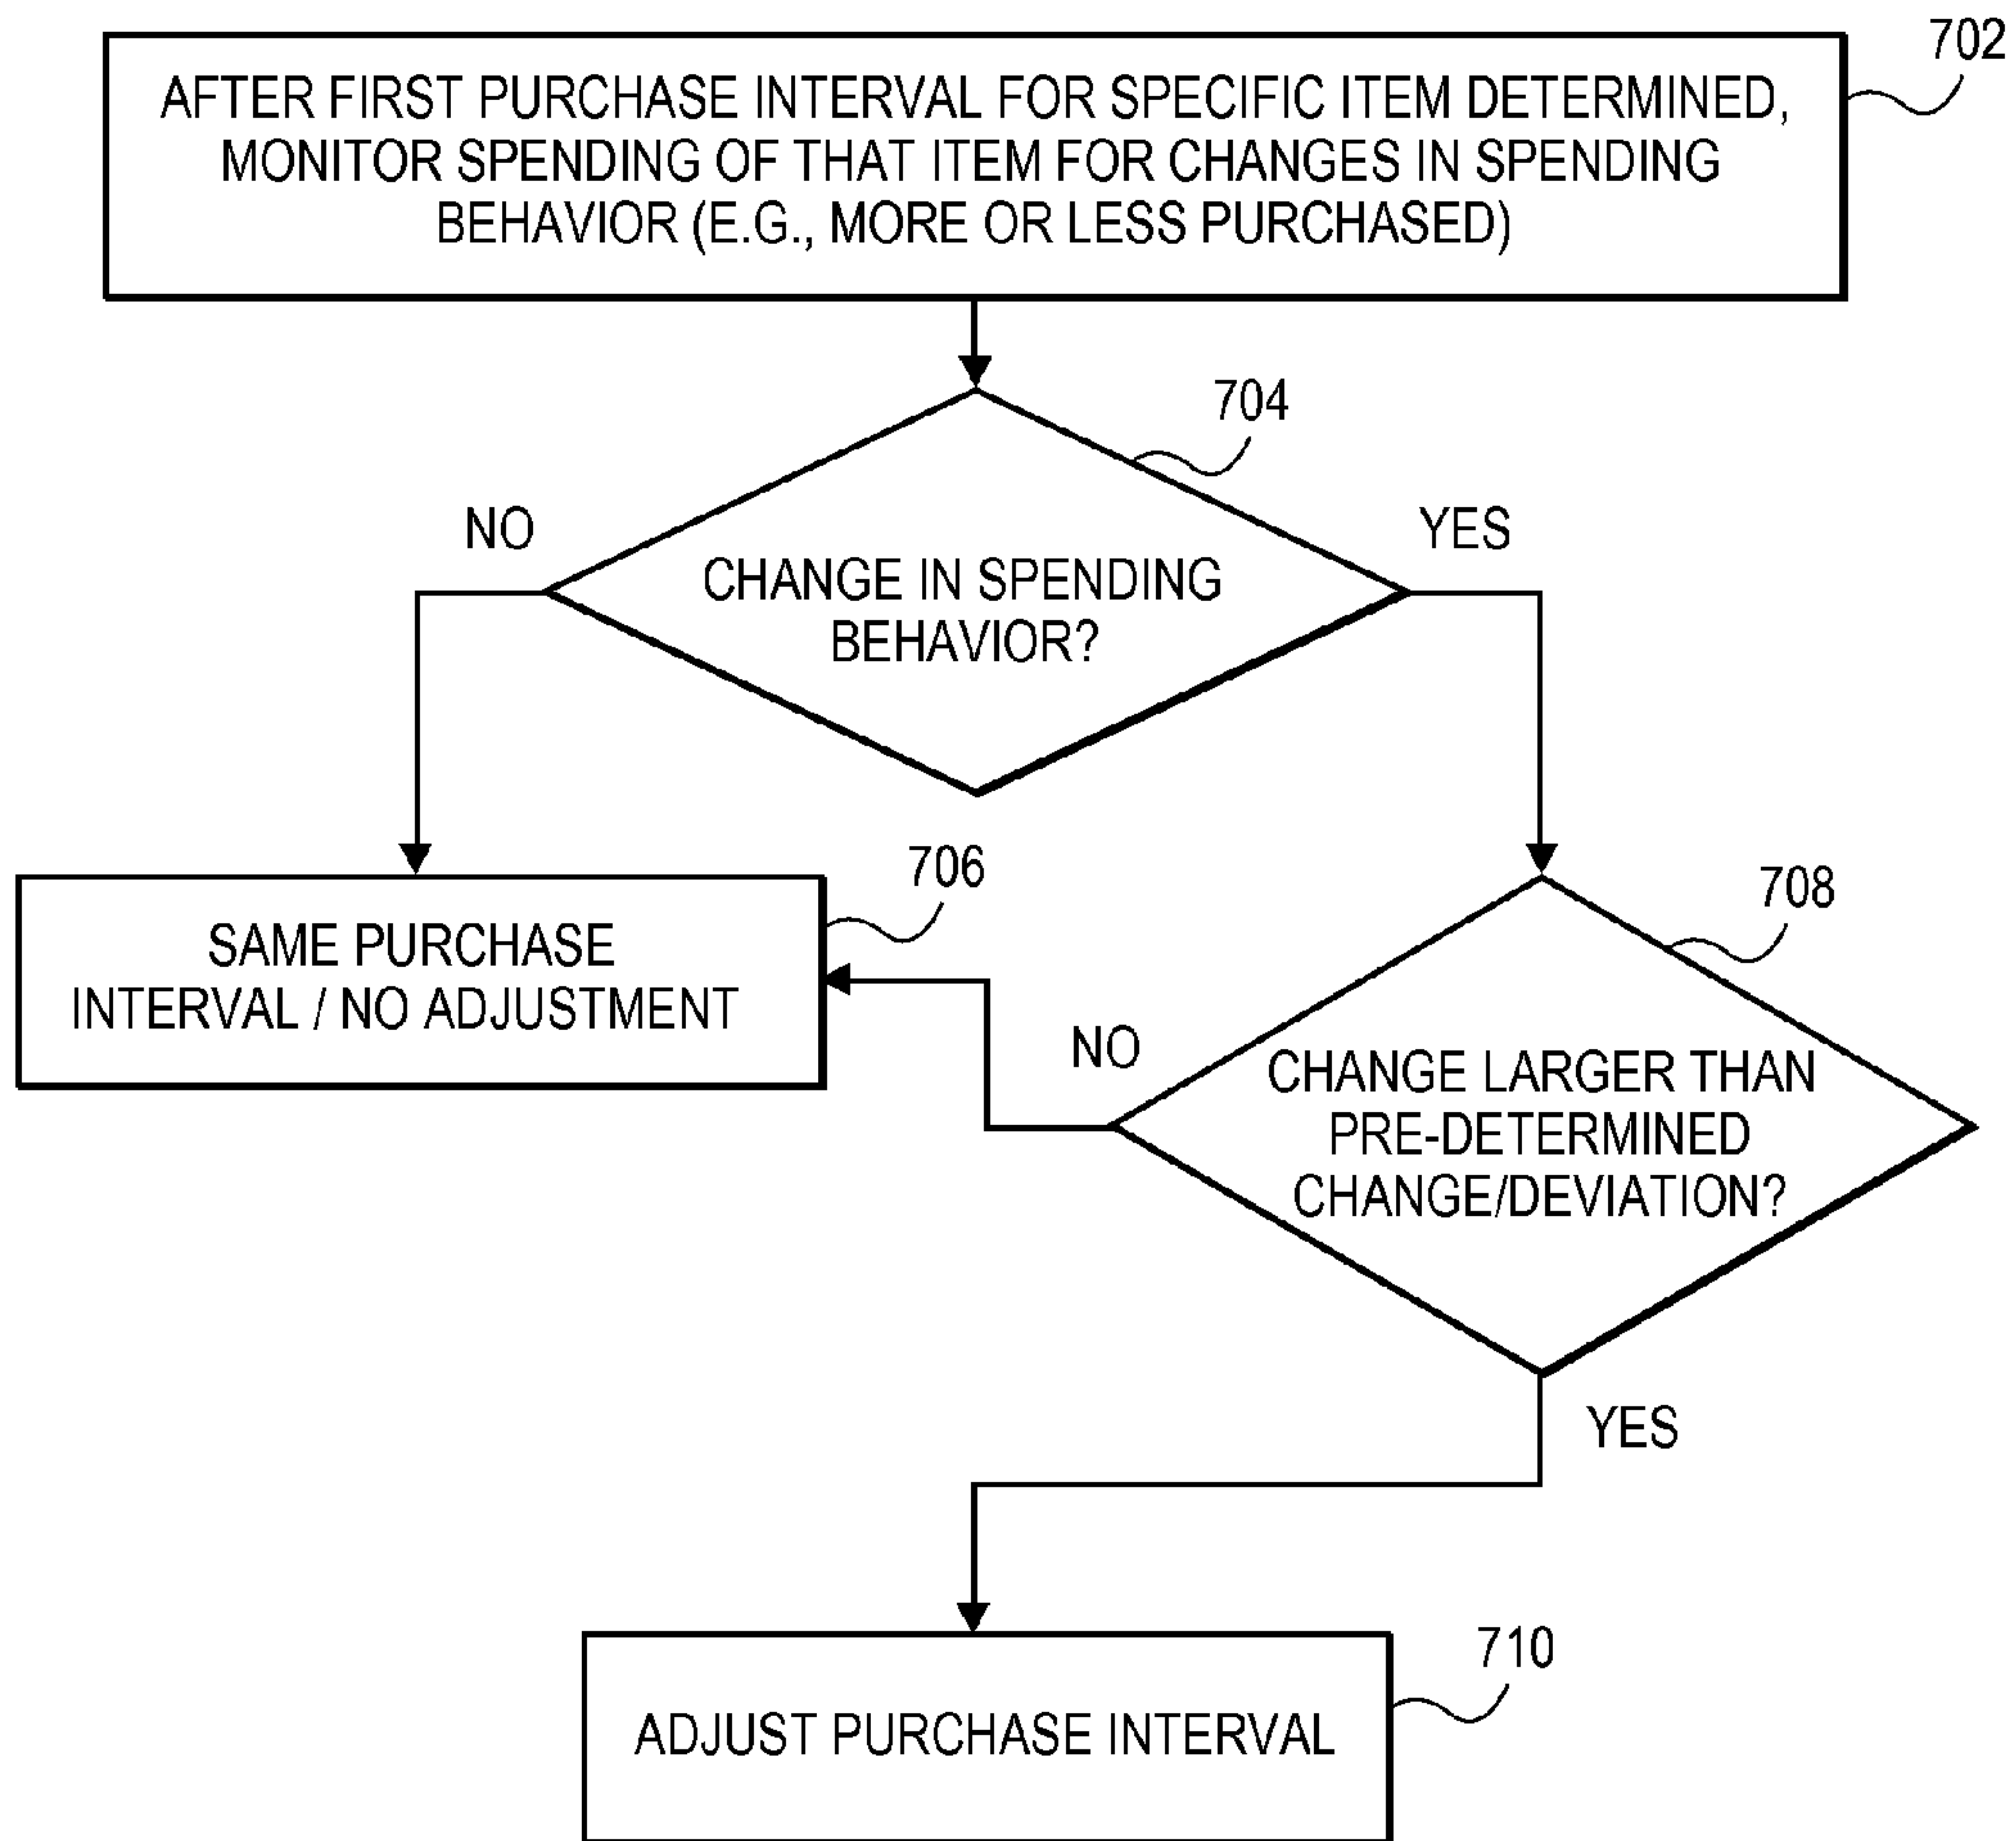 702
AFTER FIRST PURCHASE INTERVAL FOR SPECIFIC ITEM DETERMINED,
MONITOR SPENDING OF THAT ITEM FOR CHANGES IN SPENDING
BEHAVIOR (E.G., MORE OR LESS PURCHASED)
704
NO
YES
CHANGE IN SPENDING
BEHAVIOR?
706
708
SAME PURCHASE
INTERVAL / NO ADJUSTMENT
NO
CHANGE LARGER THAN
PRE-DETERMINED
CHANGE/DEVIATION?
YES
710
ADJUST PURCHASE INTERVAL